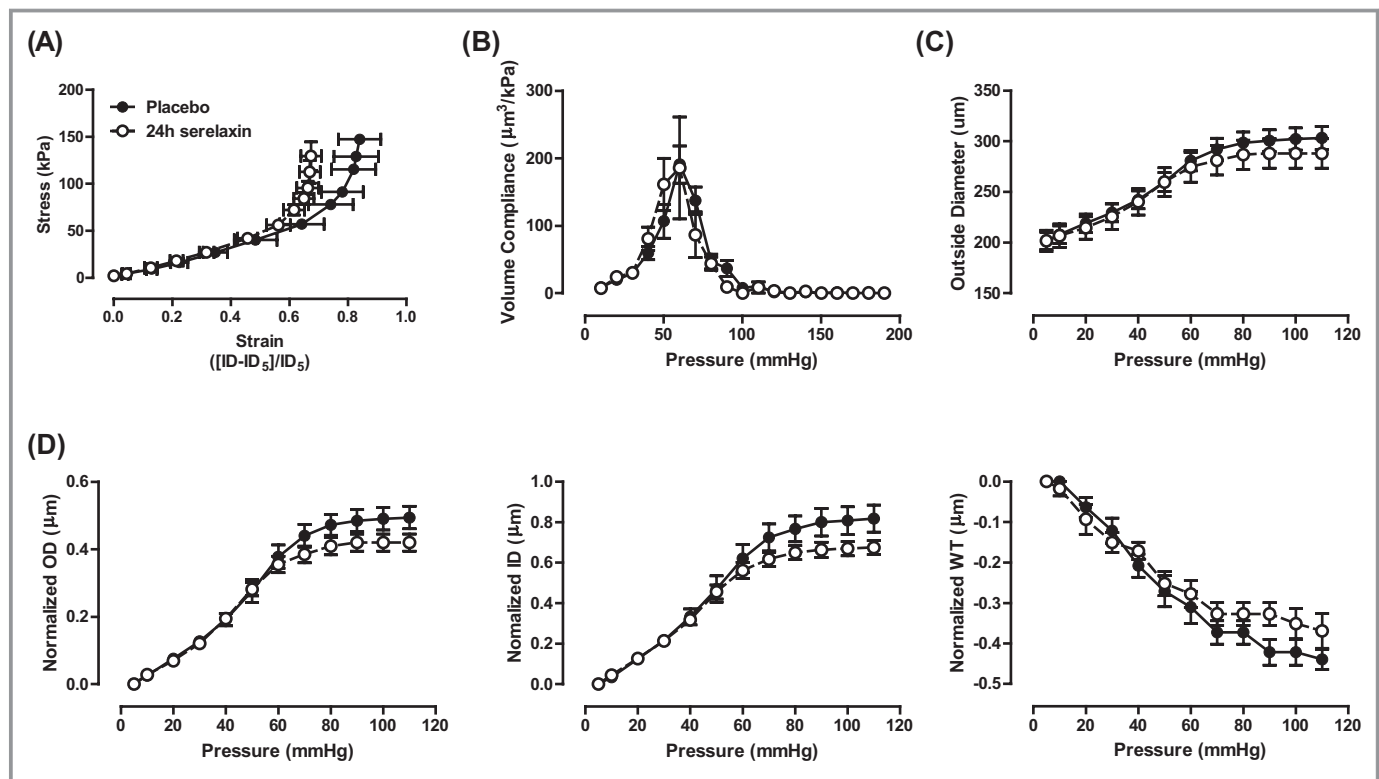 (A)
Stress (kPa)
200
150
100
50
0
Placebo
24h serelaxin
0.0 0.2 0.4 0.6 0.8 1.0
Strain
([ID-ID₅]/ID₅)
(B)
Volume Compliance (μm³/kPa)
300
200
100
0
0 50 100 150 200
Pressure (mmHg)
(C)
Outside Diameter (um)
350
300
250
200
150
0 20 40 60 80 100 120
Pressure (mmHg)
(D)
Normalized OD (μm)
0.6
0.4
0.2
0.0
0 20 40 60 80 100 120
Pressure (mmHg)
Nomalized ID (μm)
1.0
0.8
0.6
0.4
0.2
0.0
0 20 40 60 80 100 120
Pressure (mmHg)
Normalized WT (μm)
0.0
-0.1
-0.2
-0.3
-0.4
-0.5
0 20 40 60 80 100 120
Pressure (mmHg)